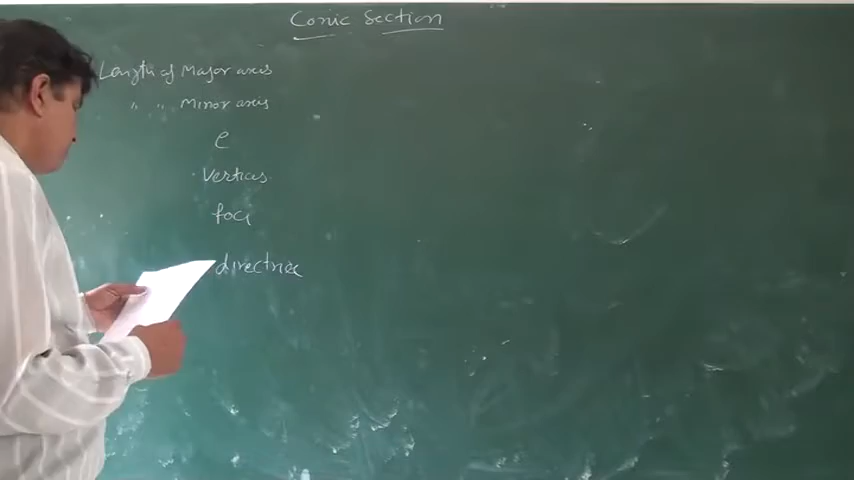 Conic Section
Length of Major axis
" " Minor axis
e
Vertices
foci
directrix